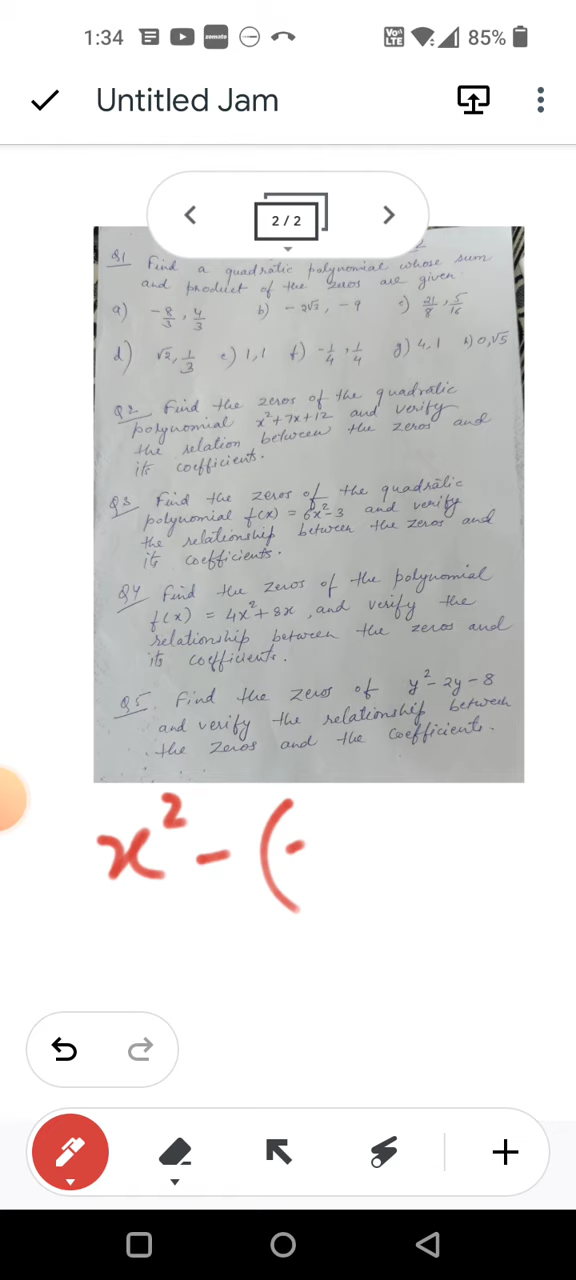 1:34
zomato
Vo))
LTE
85%
Untitled Jam
2 / 2
Q1 Find a quadratic polynomial whose sum
and product of the zeros are given
a) -8/3, 4/3 b) -2√3, -9 c) 21/8, 5/16
d) √2, 1/3 e) 1,1 f) -1/4, 1/4 g) 4,1 h) 0,√5
Q2 Find the zeros of the quadratic
polynomial x²+7x+12 and verify
the relation between the zeros and
its coefficients.
Q3 Find the zeros of the quadratic
polynomial f(x) = 6x²-3 and verify
the relationship between the zeros and
its coefficients.
Q4 Find the zeros of the polynomial
f(x) = 4x²+8x, and verify the
relationship between the zeros and
its coefficients.
Q5. Find the zeros of y²-2y-8
and verify the relationship between
the zeros and the coefficients.
x² - (-